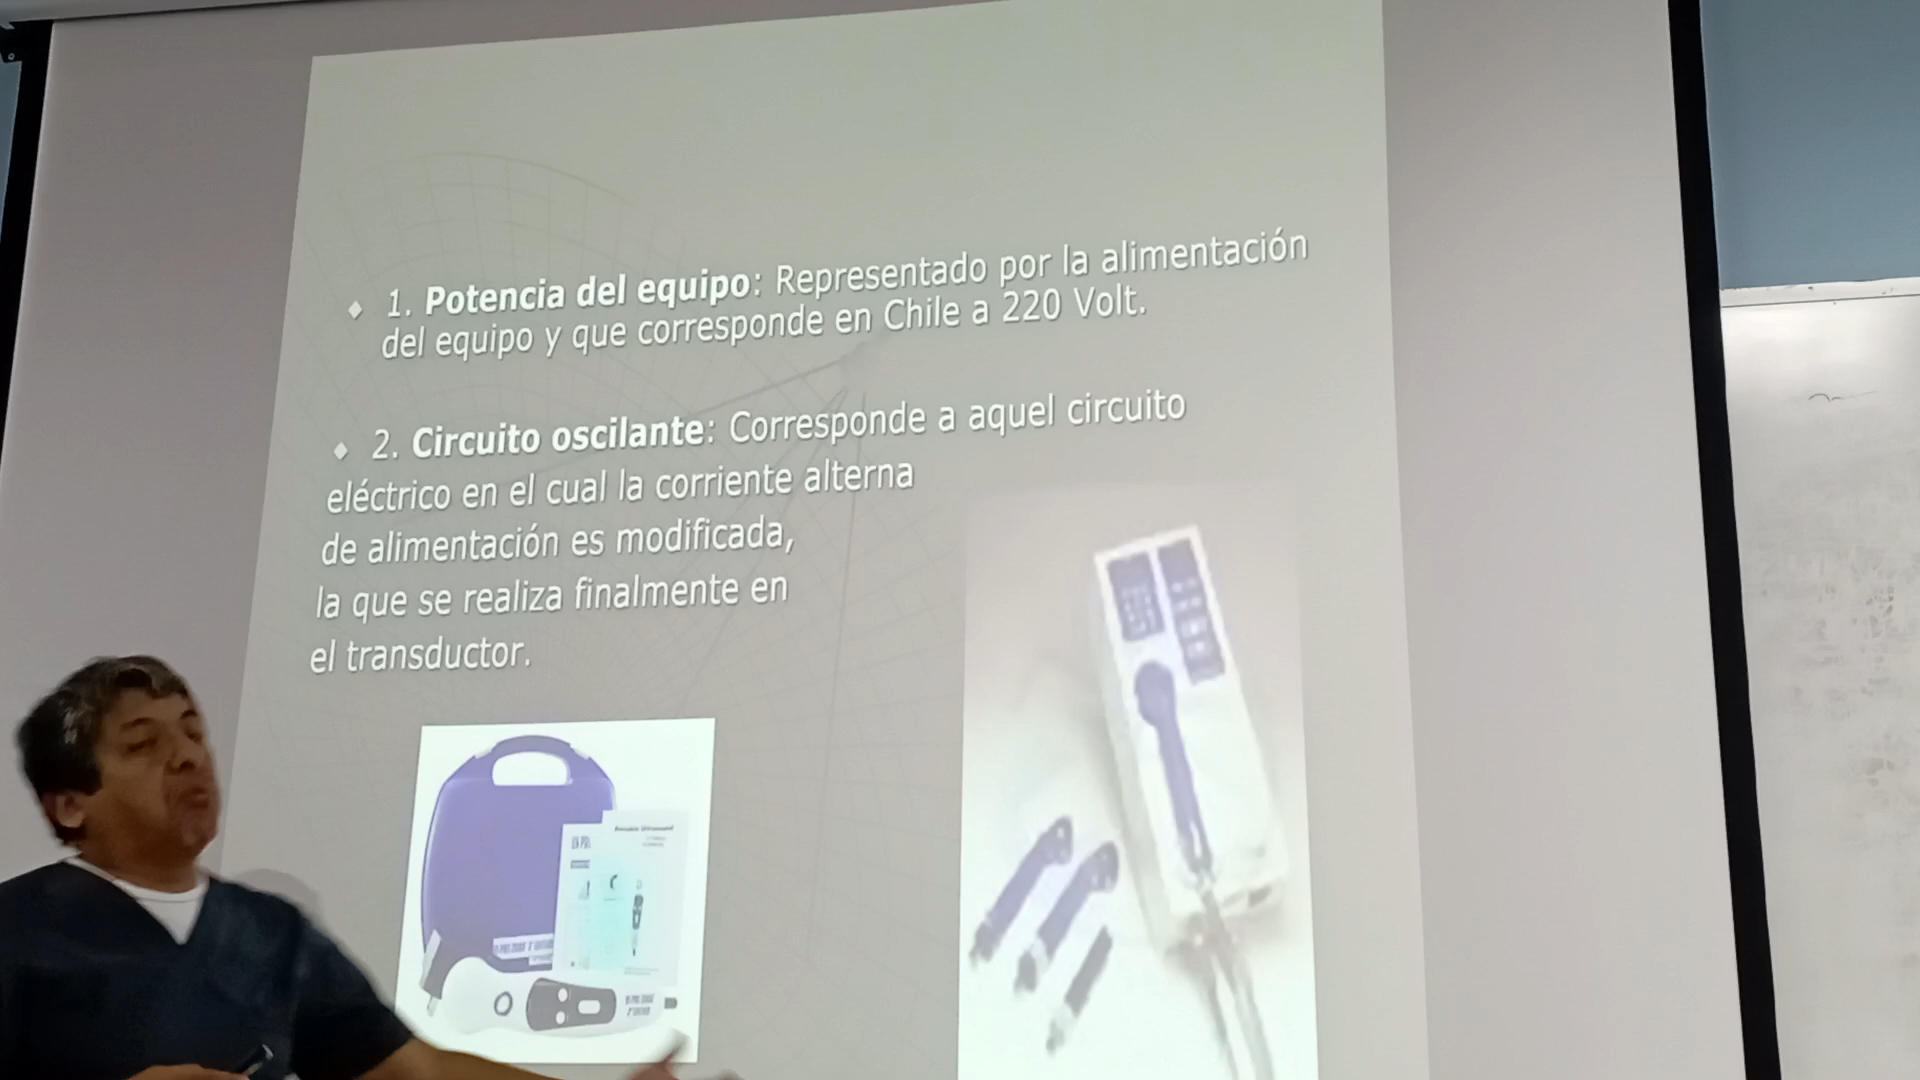 1. Potencia del equipo: Representado por la alimentación
del equipo y que corresponde en Chile a 220 Volt.
2. Circuito oscilante: Corresponde a aquel circuito
eléctrico en el cual la corriente alterna
de alimentación es modificada,
la que se realiza finalmente en
el transductor.